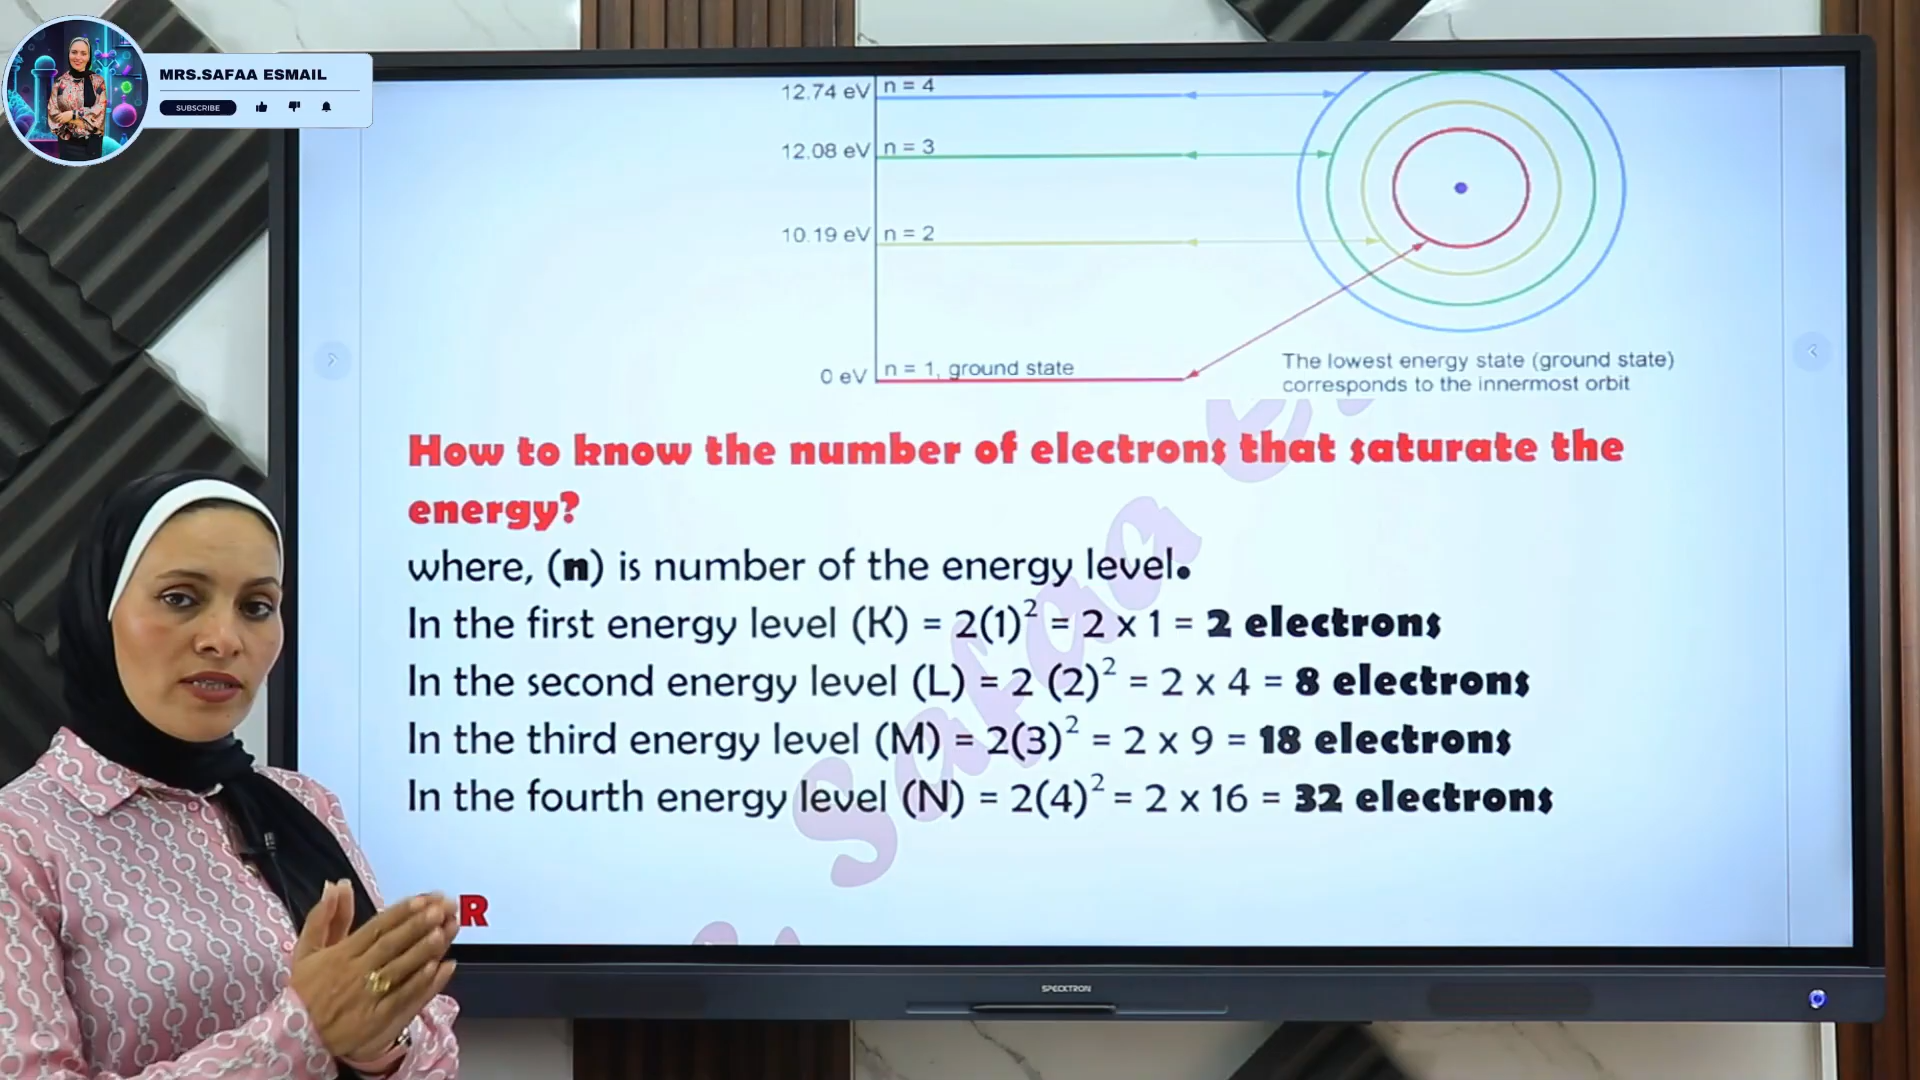 MRS.SAFAA ESMAIL
SUBSCRIBE
12.74 eV n = 4
12.08 eV n = 3
10.19 eV n = 2
0 eV n = 1, ground state
The lowest energy state (ground state)
corresponds to the innermost orbit
How to know the number of electrons that saturate the
energy?
where, (n) is number of the energy level.
In the first energy level (K) = 2(1)² = 2 x 1 = 2 electrons
In the second energy level (L) = 2 (2)² = 2 x 4 = 8 electrons
In the third energy level (M) = 2(3)² = 2 x 9 = 18 electrons
In the fourth energy level (N) = 2(4)² = 2 x 16 = 32 electrons
Safaa
R
SPECKTRON